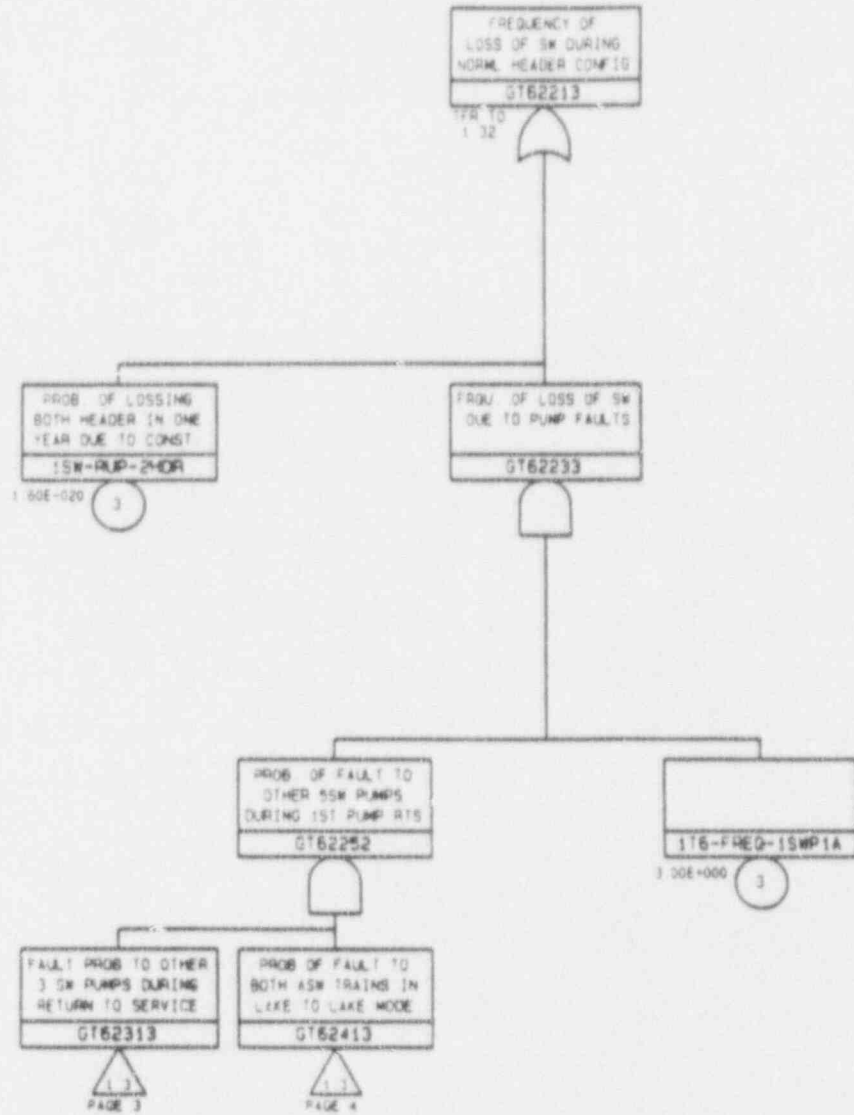 FREQUENCY OF
LOSS OF SW DURING
NORML HEADER CONFIG
GT62213
TFR TO
1.32
PROB. OF LOSSING
BOTH HEADER IN ONE
YEAR DUE TO CONST.
1SW-RUP-2HDR
1.60E-020
3
FRQU. OF LOSS OF SW
DUE TO PUMP FAULTS
GT62233
PROB. OF FAULT TO
OTHER 5SW PUMPS
DURING 1ST PUMP RTS
GT62252
1T6-FREQ-1SWP1A
3.00E+000
3
FAULT PROB TO OTHER
3 SW PUMPS DURING
RETURN TO SERVICE
GT62313
1.3
PAGE 3
PROB OF FAULT TO
BOTH ASW TRAINS IN
LAKE TO LAKE MODE
GT62413
1.3
PAGE 4